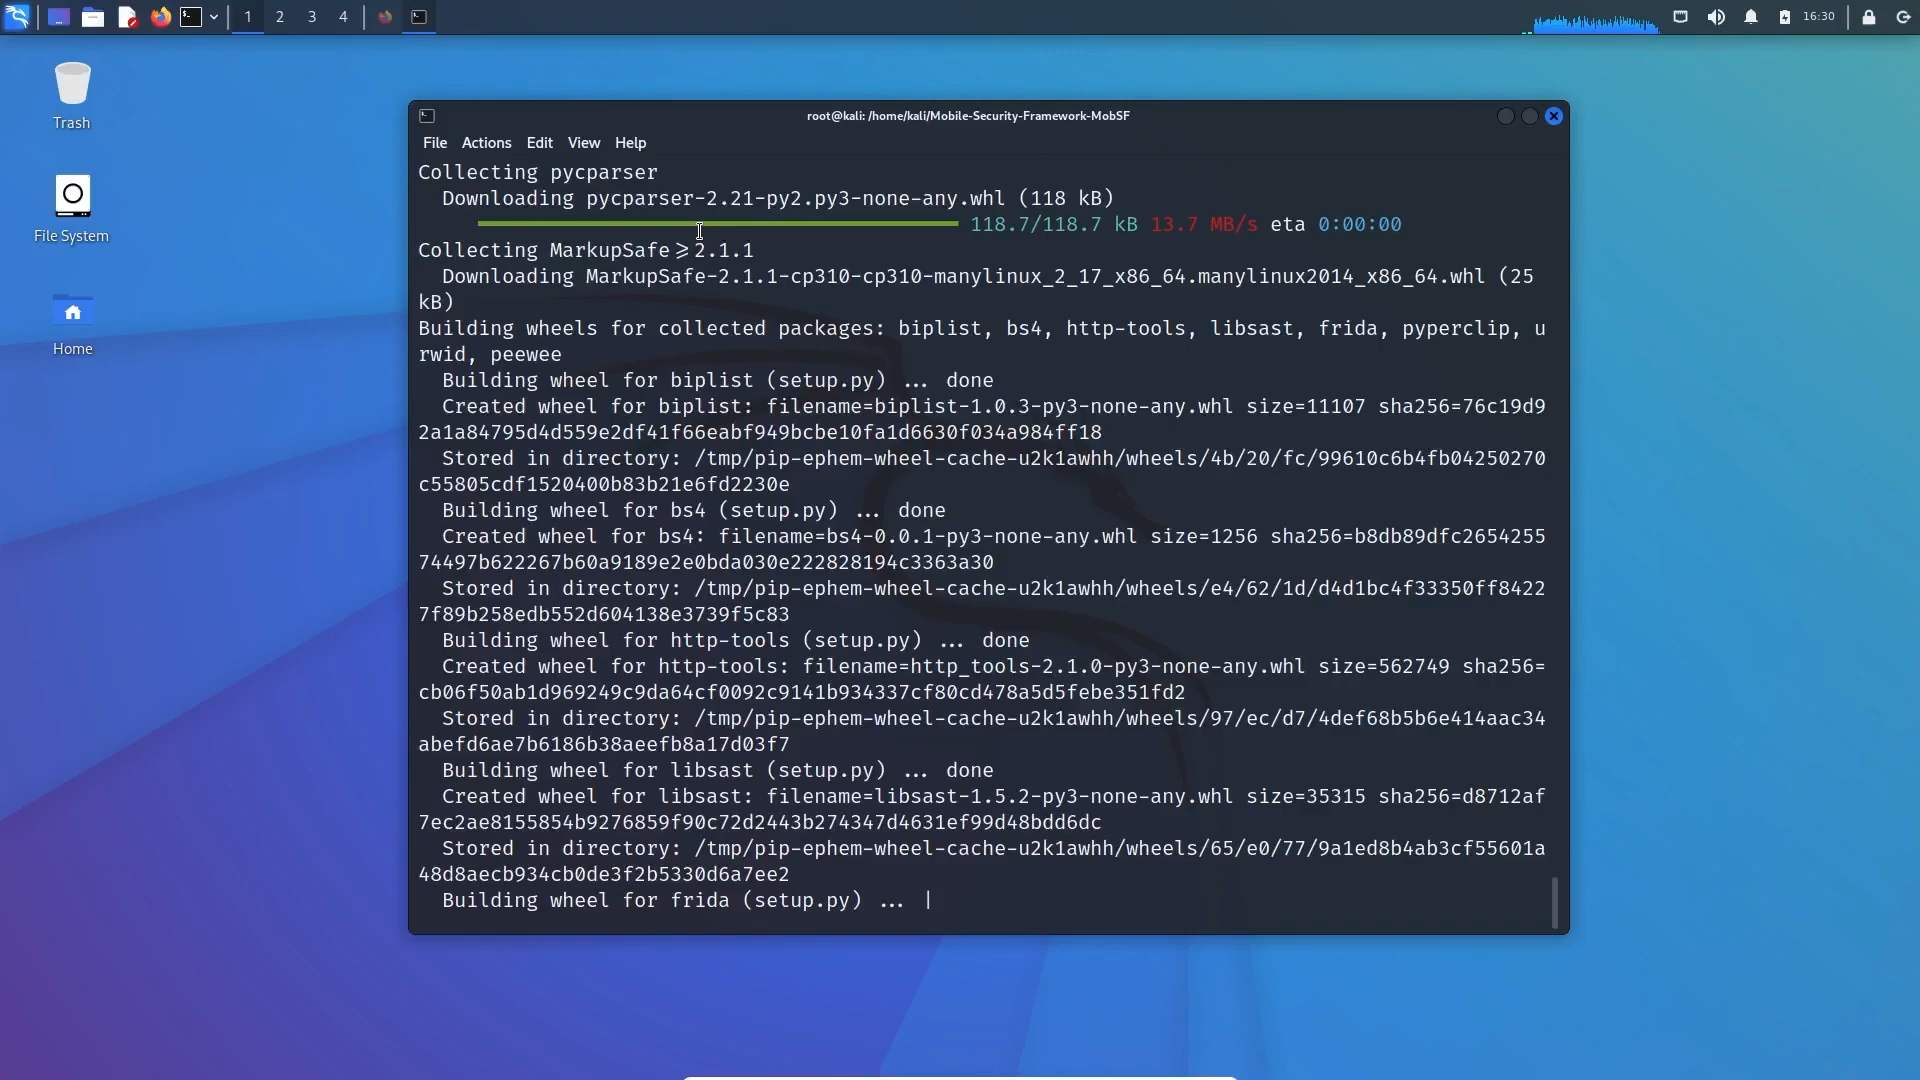 1 2 3 4 16:30
Trash
File System
Home
root@kali: /home/kali/Mobile-Security-Framework-MobSF
File Actions Edit View Help
Collecting pycparser
Downloading pycparser-2.21-py2.py3-none-any.whl (118 kB)
118.7/118.7 kB 13.7 MB/s eta 0:00:00
Collecting MarkupSafe>=2.1.1
Downloading MarkupSafe-2.1.1-cp310-cp310-manylinux_2_17_x86_64.manylinux2014_x86_64.whl (25
kB)
Building wheels for collected packages: biplist, bs4, http-tools, libsast, frida, pyperclip, u
rwid, peewee
Building wheel for biplist (setup.py) ... done
Created wheel for biplist: filename=biplist-1.0.3-py3-none-any.whl size=11107 sha256=76c19d9
2a1a84795d4d559e2df41f66eabf949bcbe10fa1d6630f034a984ff18
Stored in directory: /tmp/pip-ephem-wheel-cache-u2k1awhh/wheels/4b/20/fc/99610c6b4fb04250270
c55805cdf1520400b83b21e6fd2230e
Building wheel for bs4 (setup.py) ... done
Created wheel for bs4: filename=bs4-0.0.1-py3-none-any.whl size=1256 sha256=b8db89dfc2654255
74497b622267b60a9189e2e0bda030e222828194c3363a30
Stored in directory: /tmp/pip-ephem-wheel-cache-u2k1awhh/wheels/e4/62/1d/d4d1bc4f33350ff8422
7f89b258edb552d604138e3739f5c83
Building wheel for http-tools (setup.py) ... done
Created wheel for http-tools: filename=http_tools-2.1.0-py3-none-any.whl size=562749 sha256=
cb06f50ab1d969249c9da64cf0092c9141b934337cf80cd478a5d5febe351fd2
Stored in directory: /tmp/pip-ephem-wheel-cache-u2k1awhh/wheels/97/ec/d7/4def68b5b6e414aac34
abefd6ae7b6186b38aeefb8a17d03f7
Building wheel for libsast (setup.py) ... done
Created wheel for libsast: filename=libsast-1.5.2-py3-none-any.whl size=35315 sha256=d8712af
7ec2ae8155854b9276859f90c72d2443b274347d4631ef99d48bdd6dc
Stored in directory: /tmp/pip-ephem-wheel-cache-u2k1awhh/wheels/65/e0/77/9a1ed8b4ab3cf55601a
48d8aecb934cb0de3f2b5330d6a7ee2
Building wheel for frida (setup.py) ... |